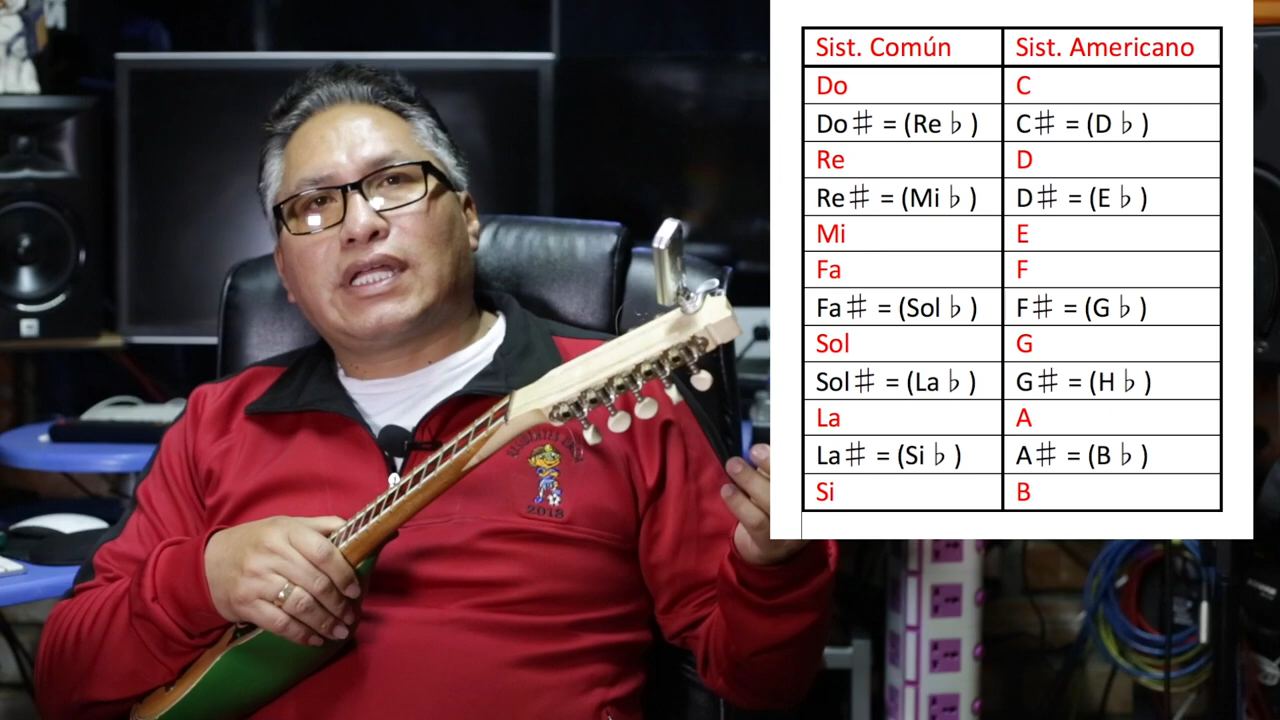 Sist. Común Sist. Americano
Do C
Do♯ = (Re♭) C♯ = (D♭)
Re D
Re♯ = (Mi♭) D♯ = (E♭)
Mi E
Fa F
Fa♯ = (Sol♭) F♯ = (G♭)
Sol G
Sol♯ = (La♭) G♯ = (H♭)
La A
La♯ = (Si♭) A♯ = (B♭)
Si B
2018
JBL